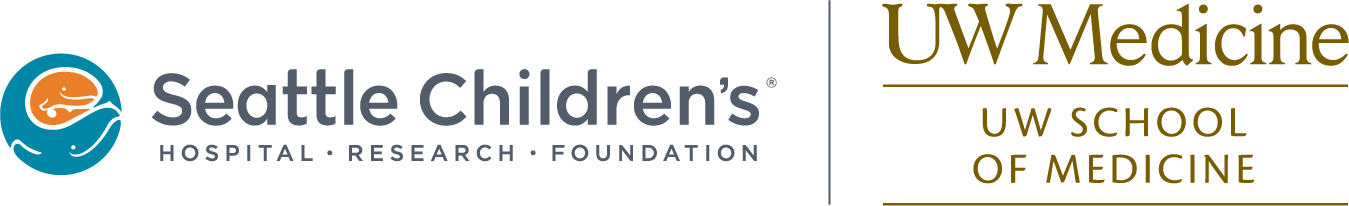 Seattle Children's®
HOSPITAL • RESEARCH • FOUNDATION
UW Medicine
UW SCHOOL
OF MEDICINE